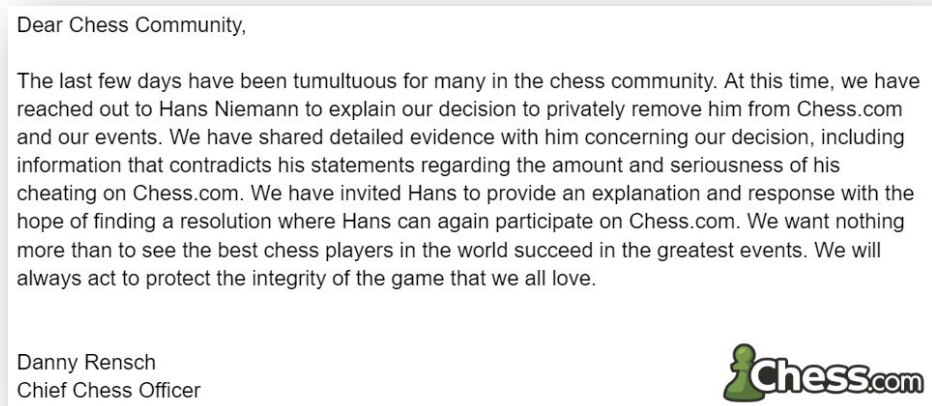 Dear Chess Community,
The last few days have been tumultuous for many in the chess community. At this time, we have
reached out to Hans Niemann to explain our decision to privately remove him from Chess.com
and our events. We have shared detailed evidence with him concerning our decision, including
information that contradicts his statements regarding the amount and seriousness of his
cheating on Chess.com. We have invited Hans to provide an explanation and response with the
hope of finding a resolution where Hans can again participate on Chess.com. We want nothing
more than to see the best chess players in the world succeed in the greatest events. We will
always act to protect the integrity of the game that we all love.
Danny Rensch
Chief Chess Officer
Chess.com